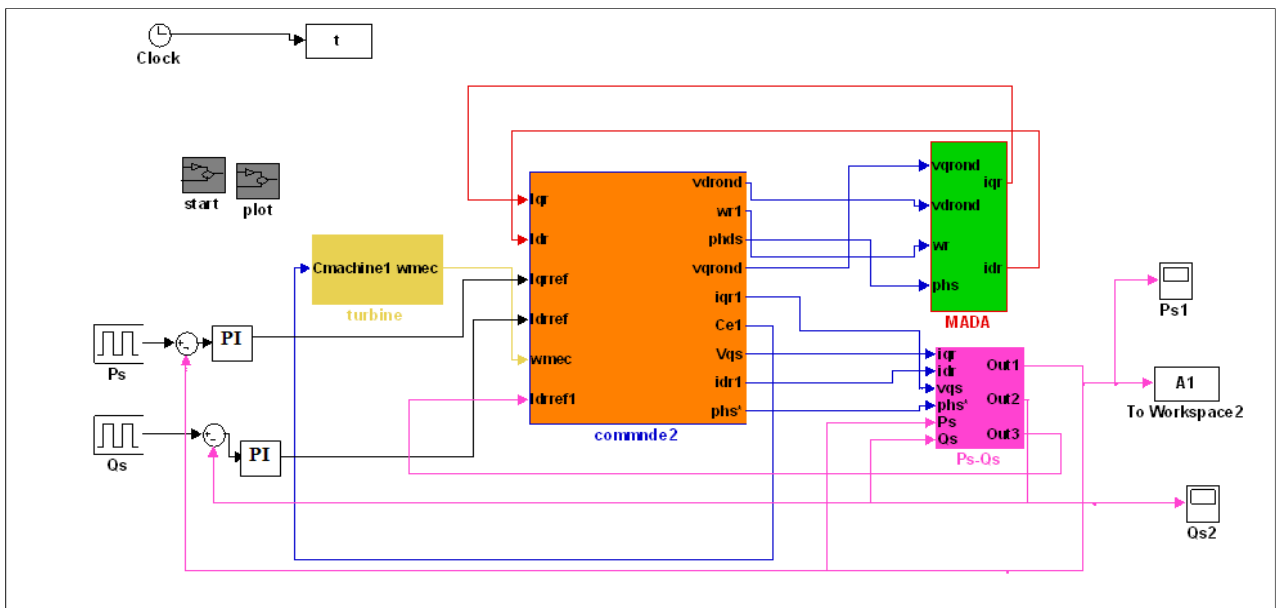 t
Clock
start
plot
Cmachine1 wmec
turbine
PI
Ps
PI
Qs
Iqr
Idr
Iqrref
Idrref
wmec
Idrref1
vdrond
wr1
phds
vqrond
iqr1
Ce1
Vqs
idr1
phs*
commnde2
vqrond
vdrond
wr
phs
iqr
idr
MADA
iqr
idr
vqs
phs*
Ps
Qs
Out1
Out2
Out3
Ps-Qs
Ps1
A1
To Workspace2
Qs2